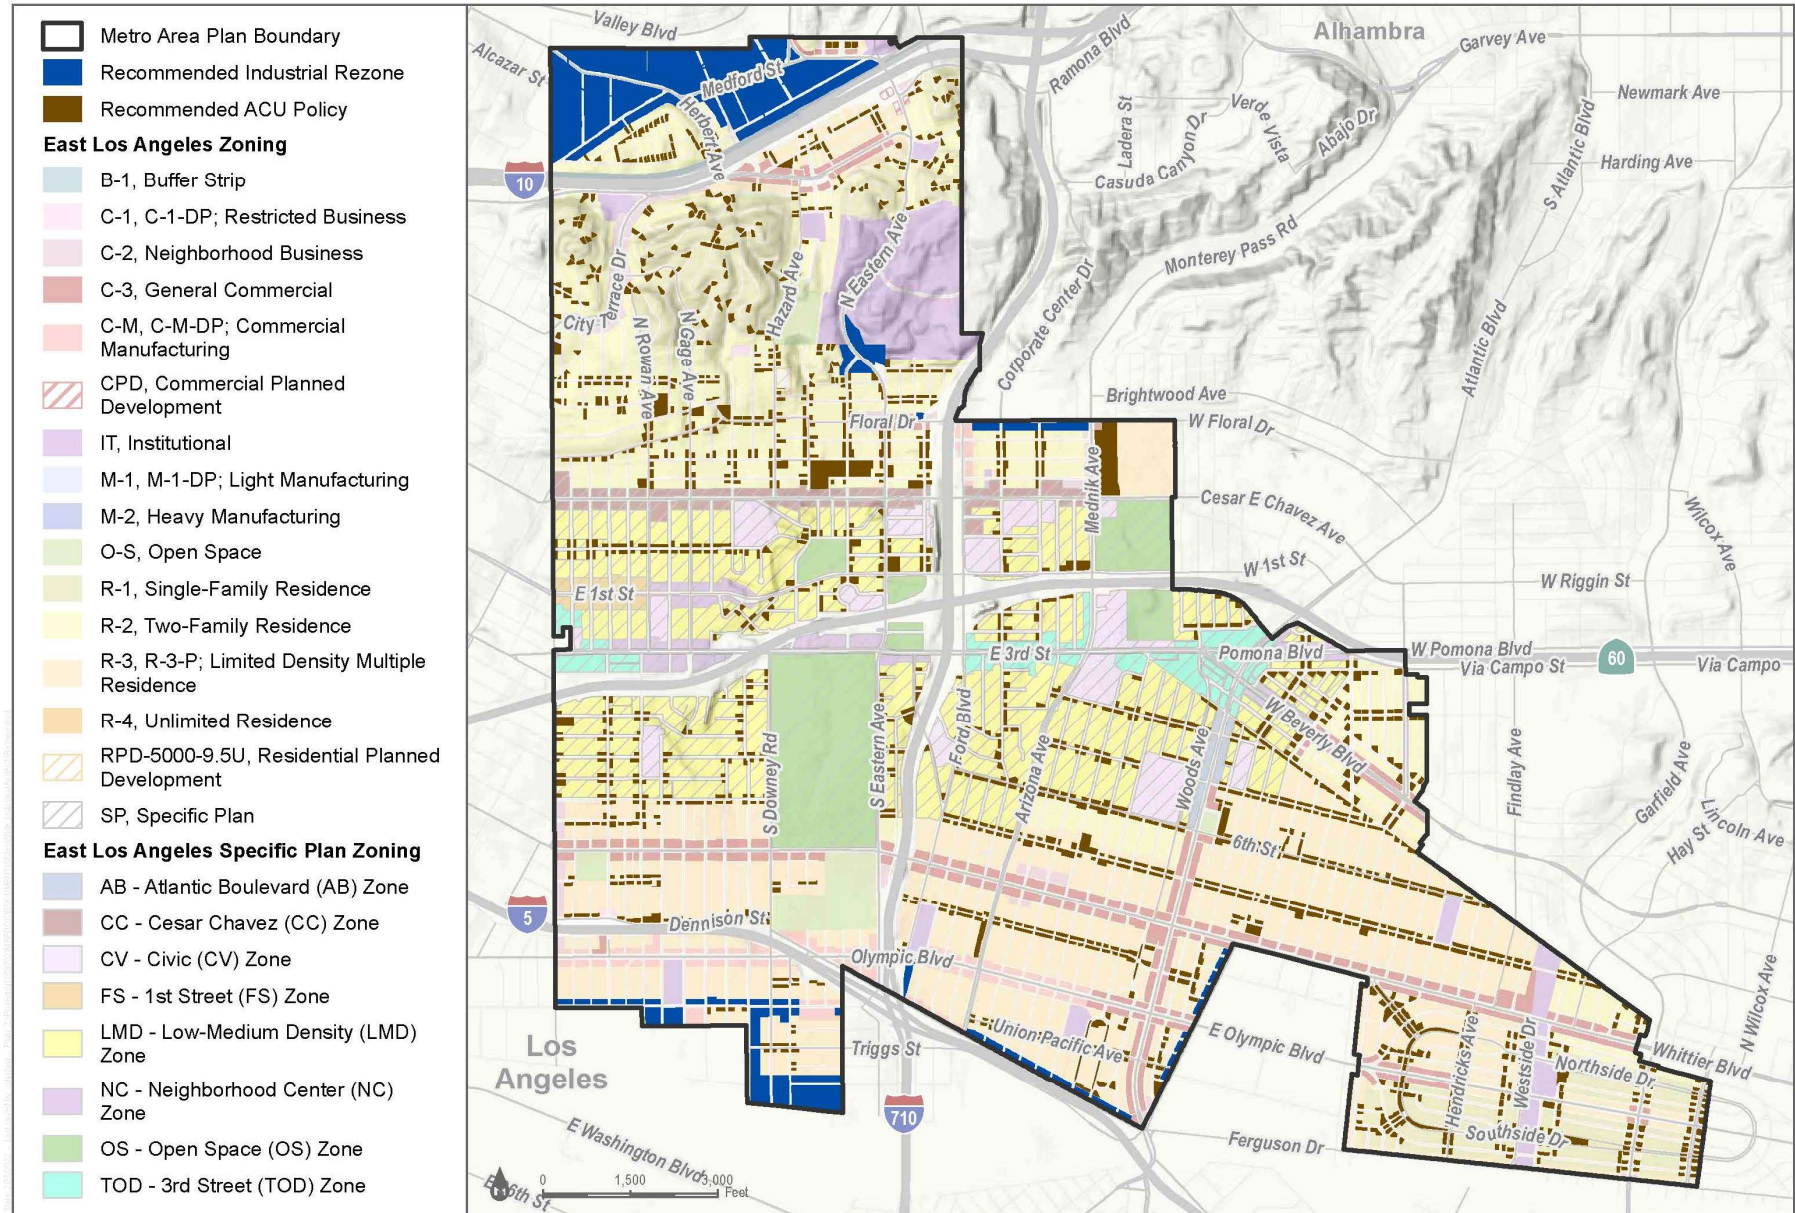 Metro Area Plan Boundary
Recommended Industrial Rezone
Recommended ACU Policy
East Los Angeles Zoning
B-1, Buffer Strip
C-1, C-1-DP; Restricted Business
C-2, Neighborhood Business
C-3, General Commercial
C-M, C-M-DP; Commercial
Manufacturing
CPD, Commercial Planned
Development
IT, Institutional
M-1, M-1-DP; Light Manufacturing
M-2, Heavy Manufacturing
O-S, Open Space
R-1, Single-Family Residence
R-2, Two-Family Residence
R-3, R-3-P; Limited Density Multiple
Residence
R-4, Unlimited Residence
RPD-5000-9.5U, Residential Planned
Development
SP, Specific Plan
East Los Angeles Specific Plan Zoning
AB - Atlantic Boulevard (AB) Zone
CC - Cesar Chavez (CC) Zone
CV - Civic (CV) Zone
FS - 1st Street (FS) Zone
LMD - Low-Medium Density (LMD)
Zone
NC - Neighborhood Center (NC)
Zone
OS - Open Space (OS) Zone
TOD - 3rd Street (TOD) Zone
Valley Blvd
Alcazar St
Medford St
Herbert Ave
Ramona Blvd
Alhambra
Garvey Ave
Newmark Ave
Ladera St
Verde Vista
Abajo Dr
Casuda Canyon Dr
S Atlantic Blvd
Harding Ave
10
Monterey Pass Rd
City Terrace Dr
N Rowan Ave
N Gage Ave
Hazard Ave
N Eastern Ave
Corporate Center Dr
Atlantic Blvd
Brightwood Ave
Floral Dr
W Floral Dr
Mednik Ave
Cesar E Chavez Ave
Wilcox Ave
W 1st St
W Riggin St
E 1st St
E 3rd St
Pomona Blvd
W Pomona Blvd
Via Campo St
60
Via Campo
S Downey Rd
S Eastern Ave
Ford Blvd
Arizona Ave
Woods Ave
W Beverly Blvd
Findlay Ave
Garfield Ave
Lincoln Ave
Hay St
6th St
5
Dennison St
Olympic Blvd
N Wilcox Ave
Los
Angeles
Triggs St
Union Pacific Ave
E Olympic Blvd
Hendricks Ave
Westside Dr
Whittier Blvd
Northside Dr
Southside Dr
710
Ferguson Dr
E Washington Blvd
0
1,500
3,000
Feet